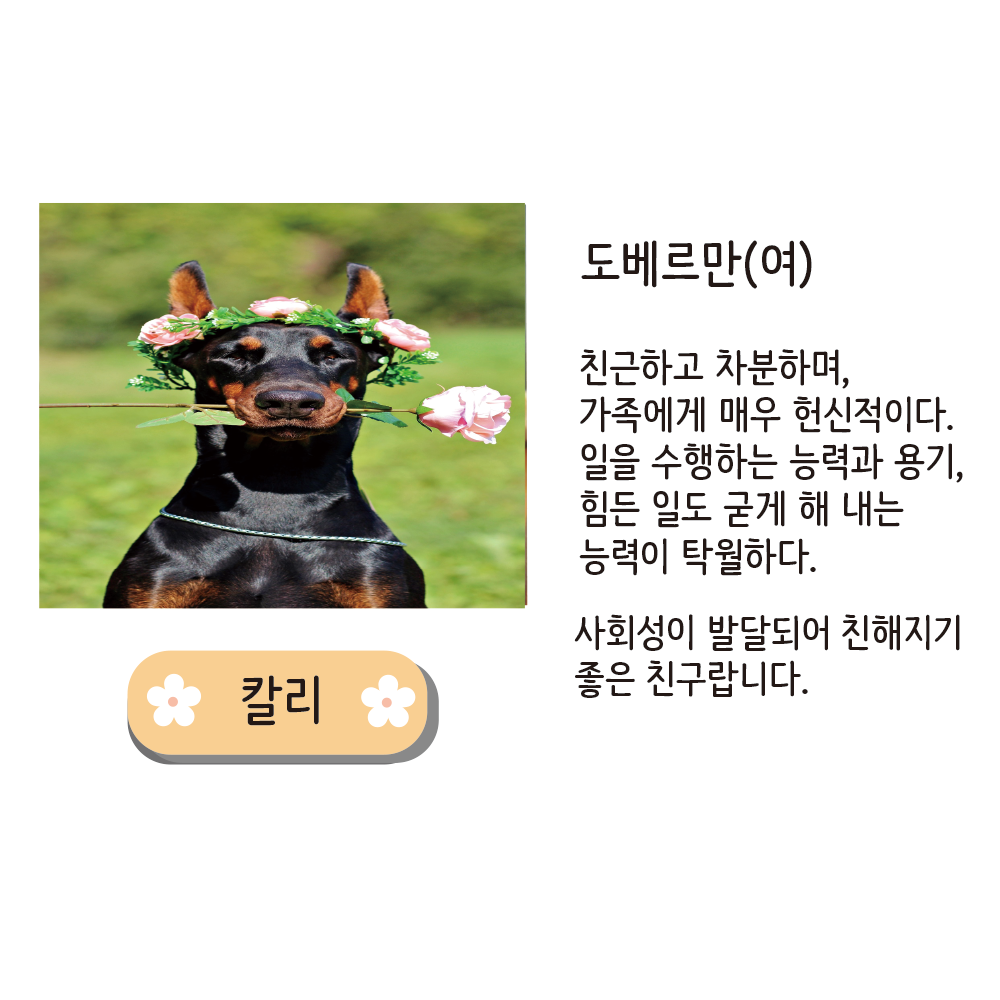 도베르만(여)
친근하고 차분하며,
가족에게 매우 헌신적이다.
일을 수행하는 능력과 용기,
힘든 일도 굳게 해 내는
능력이 탁월하다.
사회성이 발달되어 친해지기
좋은 친구랍니다.
칼리